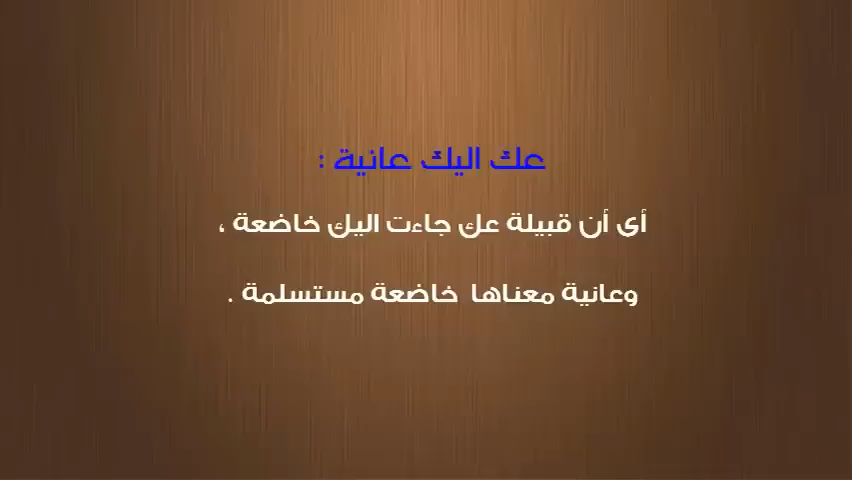 عك اليك عانية :
أى أن قبيلة عك جاءت اليك خاضعة ،
وعانية معناها خاضعة مستسلمة .